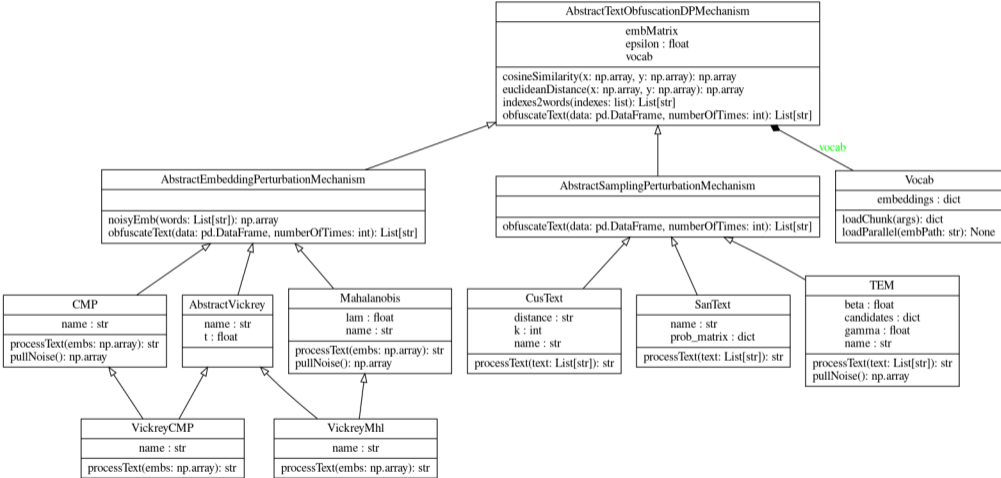 AbstractTextObfuscationDPMechanism
embMatrix
epsilon : float
vocab
cosineSimilarity(x: np.array, y: np.array): np.array
euclideanDistance(x: np.array, y: np.array): np.array
indexes2words(indexes: list): List[str]
obfuscateText(data: pd.DataFrame, numberOfTimes: int): List[str]
vocab
AbstractEmbeddingPerturbationMechanism
noisyEmb(words: List[str]): np.array
obfuscateText(data: pd.DataFrame, numberOfTimes: int): List[str]
AbstractSamplingPerturbationMechanism
obfuscateText(data: pd.DataFrame, numberOfTimes: int): List[str]
Vocab
embeddings : dict
loadChunk(args): dict
loadParallel(embPath: str): None
CMP
name : str
processText(embs: np.array): str
pullNoise(): np.array
AbstractVickrey
name : str
t : float
Mahalanobis
lam : float
name : str
processText(embs: np.array): str
pullNoise(): np.array
CusText
distance : str
k : int
name : str
processText(text: List[str]): str
SanText
name : str
prob_matrix : dict
processText(text: List[str]): str
TEM
beta : float
candidates : dict
gamma : float
name : str
processText(text: List[str]): str
pullNoise(): np.array
VickreyCMP
name : str
processText(embs: np.array): str
VickreyMhl
name : str
processText(embs: np.array): str